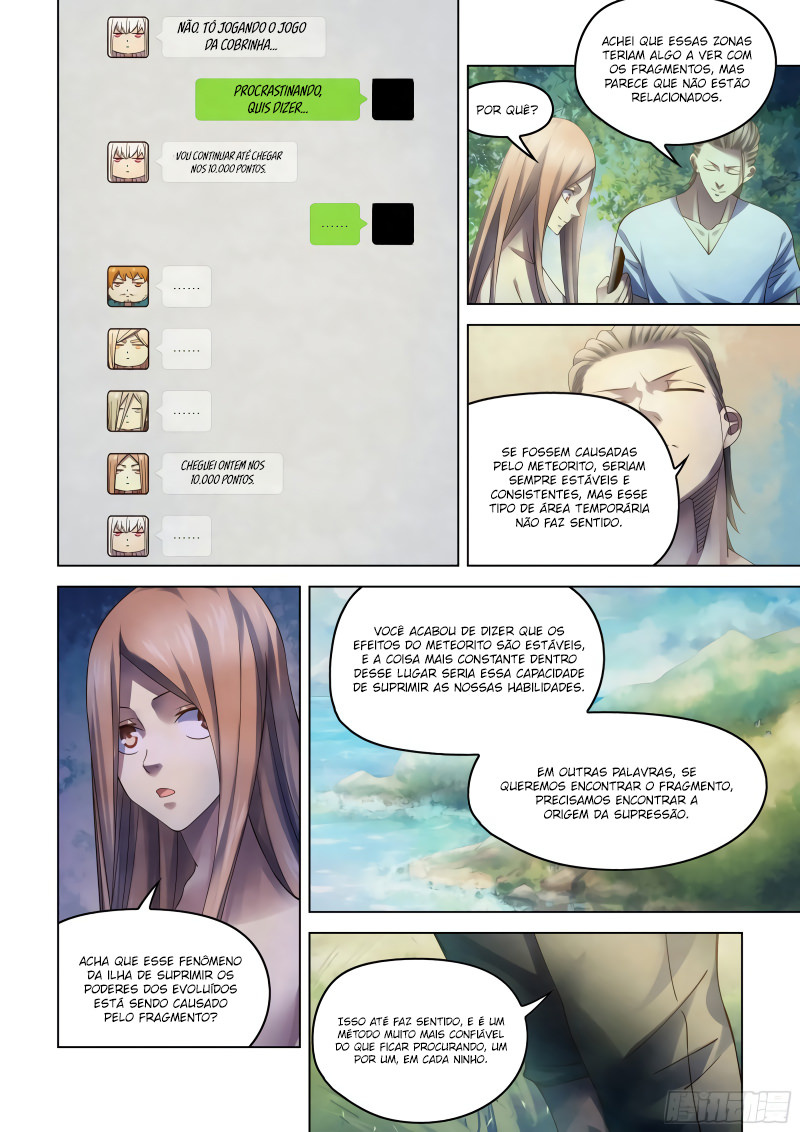 NÃO, TÔ JOGANDO O JOGO
DA COBRINHA...
PROCRASTINANDO,
QUIS DIZER...
VOU CONTINUAR ATÉ CHEGAR
NOS 10.000 PONTOS.
......
......
......
......
CHEGUEI ONTEM NOS
10.000 PONTOS.
......
ACHEI QUE ESSAS ZONAS
TERIAM ALGO A VER COM
OS FRAGMENTOS, MAS
PARECE QUE NÃO ESTÃO
RELACIONADOS.
POR QUÊ?
SE FOSSEM CAUSADAS
PELO METEORITO, SERIAM
SEMPRE ESTÁVEIS E
CONSISTENTES, MAS ESSE
TIPO DE ÁREA TEMPORÁRIA
NÃO FAZ SENTIDO.
ACHA QUE ESSE FENÔMENO
DA ILHA DE SUPRIMIR OS
PODERES DOS EVOLUÍDOS
ESTÁ SENDO CAUSADO
PELO FRAGMENTO?
VOCÊ ACABOU DE DIZER QUE OS
EFEITOS DO METEORITO SÃO ESTÁVEIS,
E A COISA MAIS CONSTANTE DENTRO
DESSE LUGAR SERIA ESSA CAPACIDADE
DE SUPRIMIR AS NOSSAS HABILIDADES.
EM OUTRAS PALAVRAS, SE
QUEREMOS ENCONTRAR O FRAGMENTO,
PRECISAMOS ENCONTRAR A
ORIGEM DA SUPRESSÃO.
ISSO ATÉ FAZ SENTIDO, E É UM
MÉTODO MUITO MAIS CONFIÁVEL
DO QUE FICAR PROCURANDO, UM
POR UM, EM CADA NINHO.
腾讯动漫